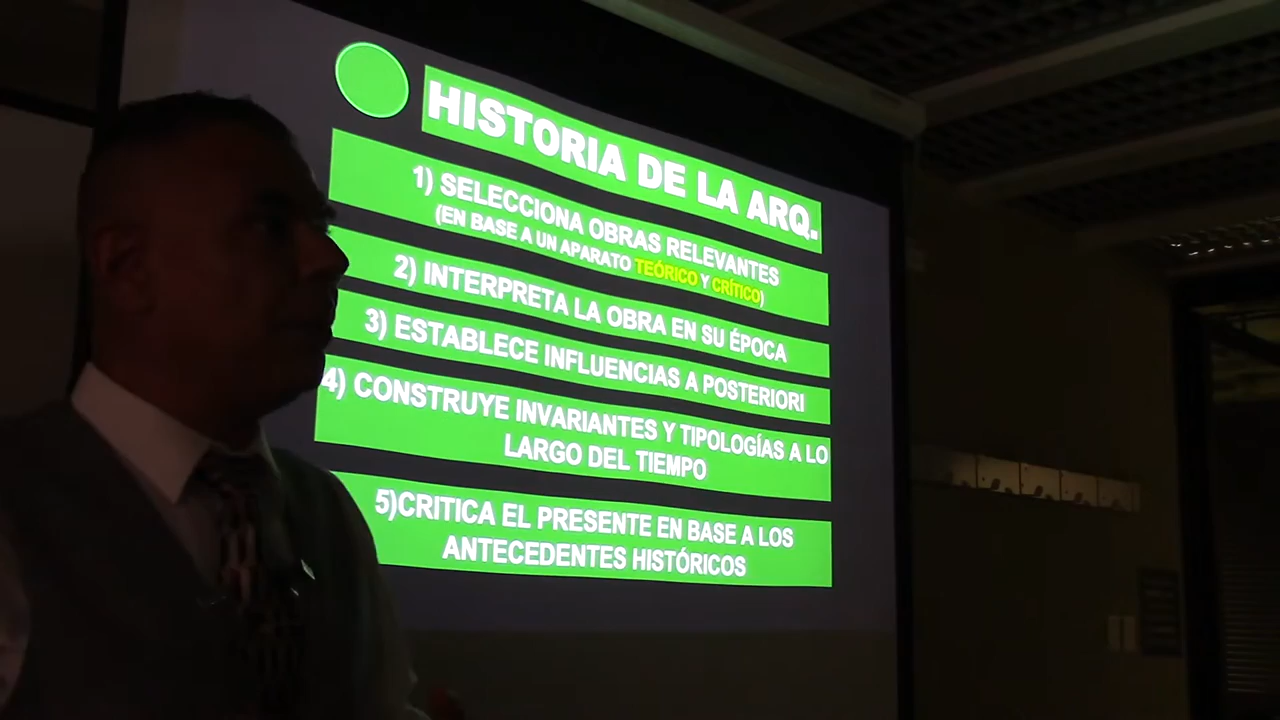 HISTORIA DE LA ARQ.
1) SELECCIONA OBRAS RELEVANTES
(EN BASE A UN APARATO TEÓRICO Y CRÍTICO)
2) INTERPRETA LA OBRA EN SU ÉPOCA
3) ESTABLECE INFLUENCIAS A POSTERIORI
4) CONSTRUYE INVARIANTES Y TIPOLOGÍAS A LO
LARGO DEL TIEMPO
5)CRITICA EL PRESENTE EN BASE A LOS
ANTECEDENTES HISTÓRICOS